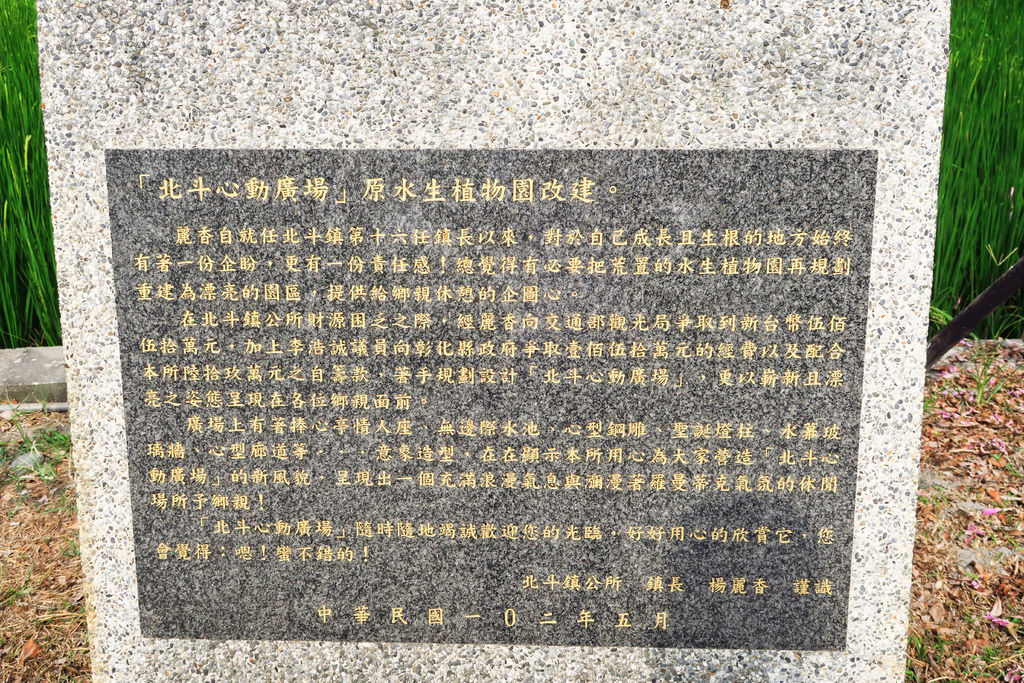 「北斗心動廣場」原水生植物園改建。
麗香自就任北斗鎮第十六任鎮長以來，對於自己成長且生根的地方始終
有著一份企盼，更有一份責任感！總覺得有必要把荒置的水生植物園再規劃
重建為漂亮的園區，提供給鄉親休憩的企圖心。
在北斗鎮公所財源困乏之際，經麗香向交通部觀光局爭取到新台幣伍佰
伍拾萬元，加上李浩誠議員向彰化縣政府爭取壹佰伍拾萬元的經費以及配合
本所陸拾玖萬元之自籌款，著手規劃設計「北斗心動廣場」，更以嶄新且漂
亮之姿態呈現在各位鄉親面前。
廣場上有著捧心亭情人座、無邊際水池、心型鋼雕、聖誕燈柱、水幕玻
璃牆、心型廊道等．．．意象造型，在在顯示本所用心為大家營造「北斗心
動廣場」的新風貌，呈現出一個充滿浪漫氣息與瀰漫著羅曼蒂克氣氛的休閒
場所予鄉親！
「北斗心動廣場」隨時隨地竭誠歡迎您的光臨，好好用心的欣賞它，您
會覺得：嗯！蠻不錯的！
北斗鎮公所 鎮長 楊麗香 謹識
中華民國一０二年五月